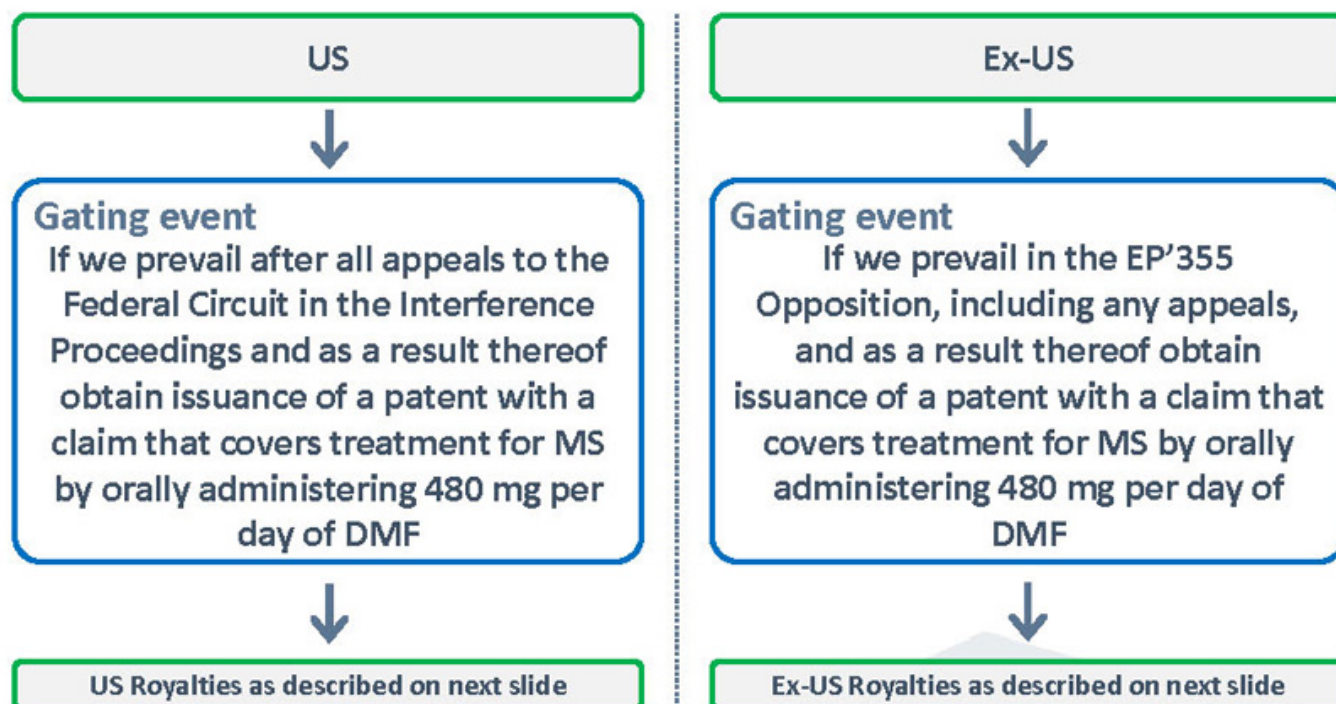 US
Gating event
If we prevail after all appeals to the
Federal Circuit in the Interference
Proceedings and as a result thereof
obtain issuance of a patent with a
claim that covers treatment for MS
by orally administering 480 mg per
day of DMF
US Royalties as described on next slide
Ex-US
Gating event
If we prevail in the EP’355
Opposition, including any appeals,
and as a result thereof obtain
issuance of a patent with a claim that
covers treatment for MS by orally
administering 480 mg per day of
DMF
Ex-US Royalties as described on next slide